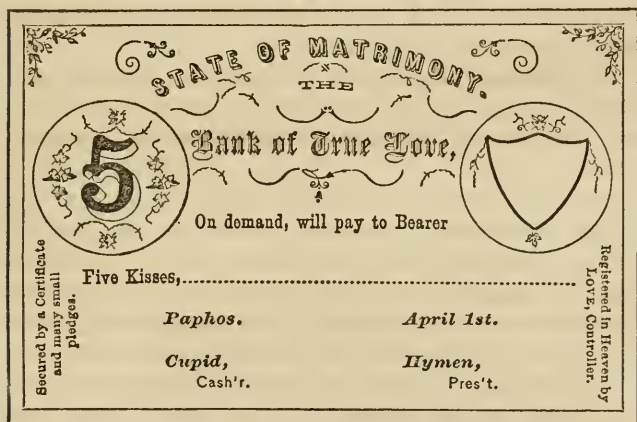 STATE OF MATRIMONY.
THE
5
Bank of True Love,
On demand, will pay to Bearer
Five Kisses,
Paphos.
April 1st.
Cupid,
Cash'r.
Hymen,
Pres't.
Secured by a Certificate
and many small
pledges.
Registered in Heaven by
LOVE, Controller.